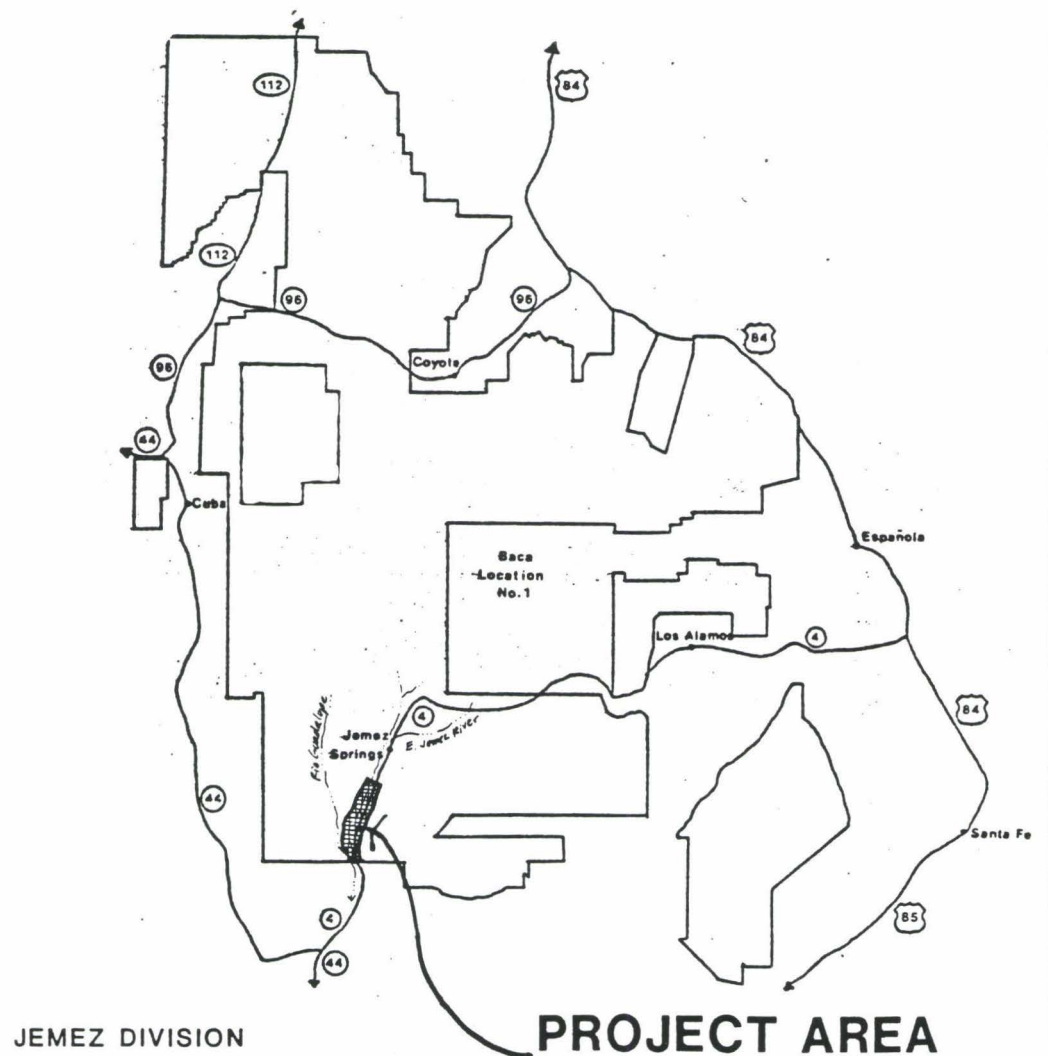 112
84
112
96
96
84
Coyote
96
44
Cuba
Española
Baca
Location
No.1
Los Alamos
4
84
Rio Guadalupe
4
E. Jemez River
Jemez
Springs
44
Santa Fe
4
85
44
JEMEZ DIVISION
PROJECT AREA